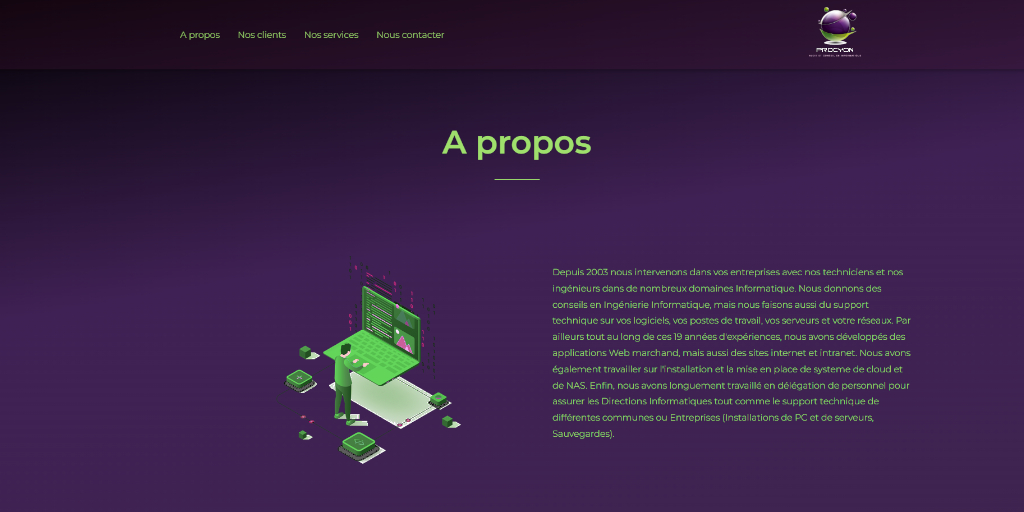 A propos
Nos clients
Nos services
Nous contacter
PROCYON
A propos
Depuis 2003 nous intervenons dans vos entreprises avec nos techniciens et nos
ingénieurs dans de nombreux domaines Informatique. Nous donnons des
conseils en Ingénierie Informatique, mais nous faisons aussi du support
technique sur vos logiciels, vos postes de travail, vos serveurs et votre réseaux. Par
ailleurs tout au long de ces 19 années d'expériences, nous avons développés des
applications Web marchand, mais aussi des sites internet et intranet. Nous avons
également travailler sur l'installation et la mise en place de systeme de cloud et
de NAS. Enfin, nous avons longuement travaillé en délégation de personnel pour
assurer les Directions Informatiques tout comme le support technique de
différentes communes ou Entreprises (Installations de PC et de serveurs,
Sauvegardes).